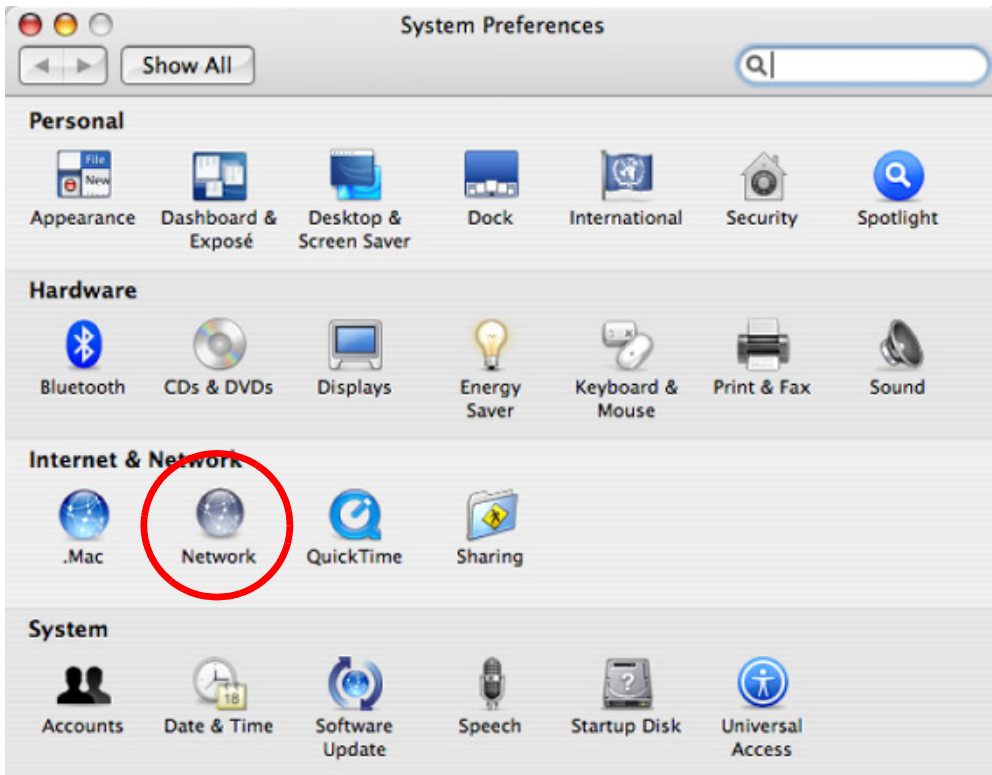 System Preferences
Show All
Personal
File
New
Appearance
Dashboard &
Exposé
Desktop &
Screen Saver
Dock
International
Security
Spotlight
Hardware
Bluetooth
CDs & DVDs
Displays
Energy
Saver
Keyboard &
Mouse
Print & Fax
Sound
Internet & Network
.Mac
Network
QuickTime
Sharing
System
18
?
Accounts
Date & Time
Software
Update
Speech
Startup Disk
Universal
Access